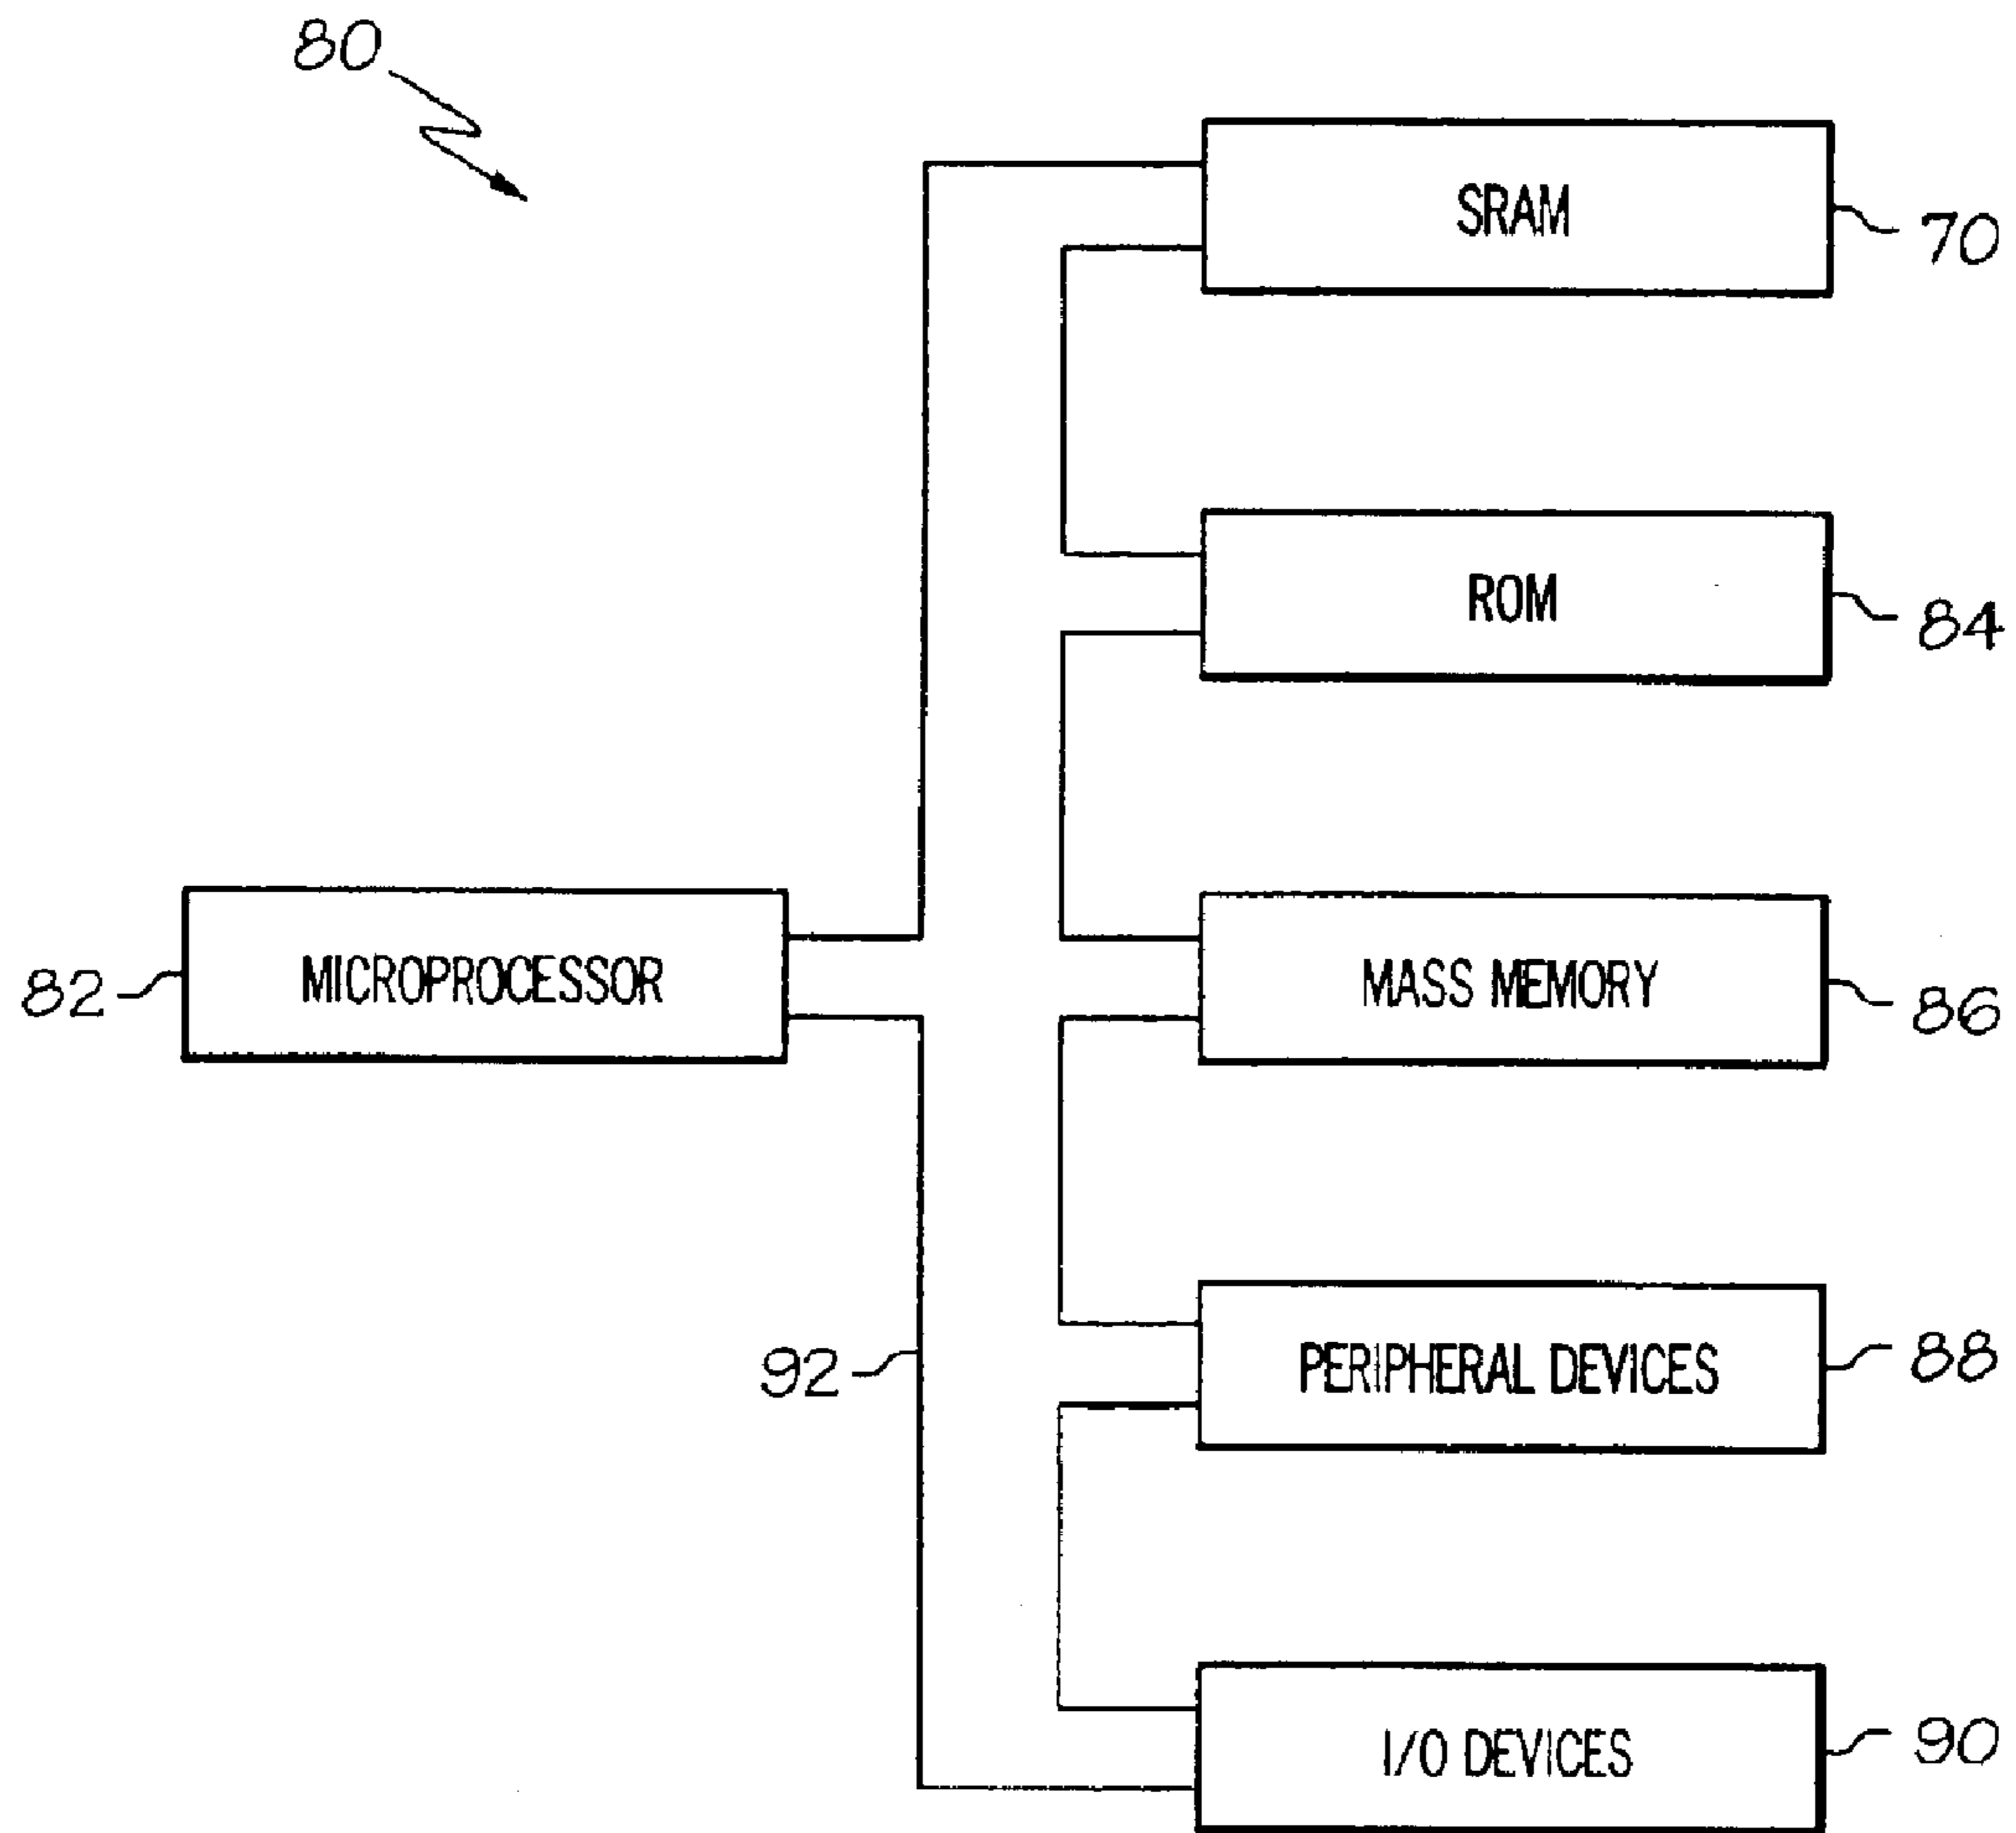 80
SRAM
70
ROM
84
MICROPROCESSOR
82
MASS MEMORY
86
PERIPHERAL DEVICES
88
92
I/O DEVICES
90